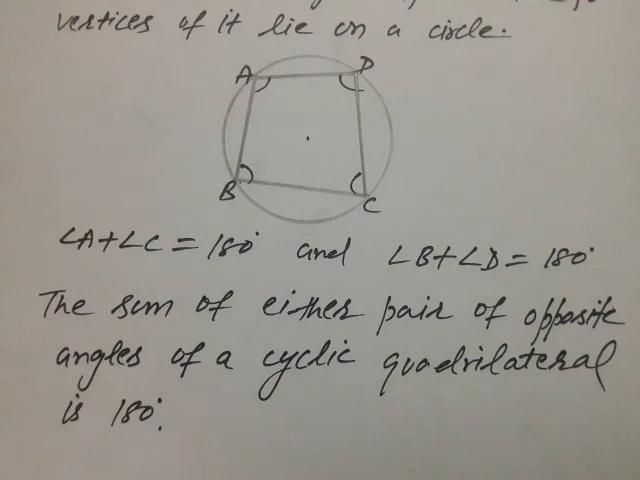 vertices of it lie on a circle.
A D
B C
∠A+∠C = 180° and ∠B+∠D = 180°
The sum of either pair of opposite
angles of a cyclic quadrilateral
is 180°.